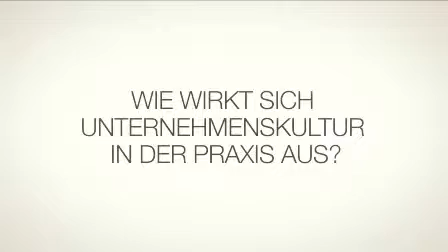 WIE WIRKT SICH
UNTERNEHMENSKULTUR
IN DER PRAXIS AUS?